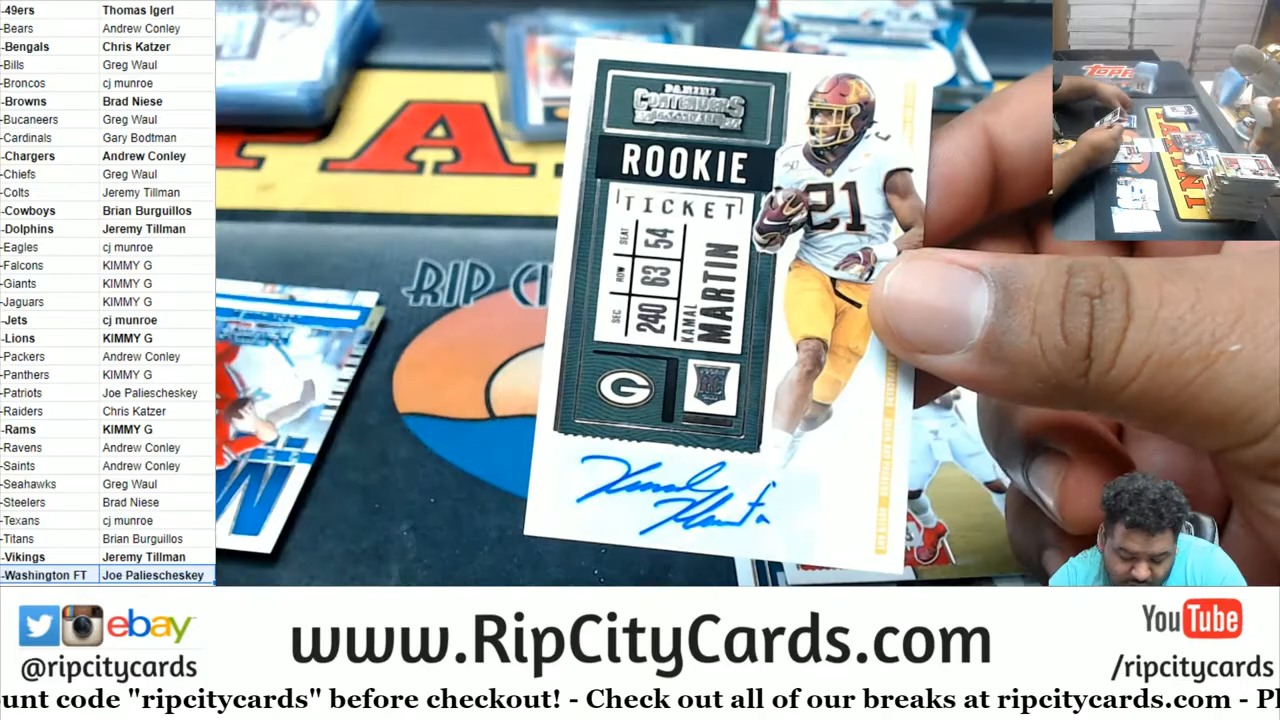 -49ers Thomas Igerl
-Bears Andrew Conley
-Bengals Chris Katzer
-Bills Greg Waul
-Broncos cj munroe
-Browns Brad Niese
-Bucaneers Greg Waul
-Cardinals Gary Bodtman
-Chargers Andrew Conley
-Chiefs Greg Waul
-Colts Jeremy Tillman
-Cowboys Brian Burguillos
-Dolphins Jeremy Tillman
-Eagles cj munroe
-Falcons KIMMY G
-Giants KIMMY G
-Jaguars KIMMY G
-Jets cj munroe
-Lions KIMMY G
-Packers Andrew Conley
-Panthers KIMMY G
-Patriots Joe Paliescheskey
-Raiders Chris Katzer
-Rams KIMMY G
-Ravens Andrew Conley
-Saints Andrew Conley
-Seahawks Greg Waul
-Steelers Brad Niese
-Texans cj munroe
-Titans Brian Burguillos
-Vikings Jeremy Tillman
-Washington FT Joe Paliescheskey
PANINI
CONTENDERS
ROOKIE
TICKET
SEC 240
ROW 63
SEAT 54
KAMAL
MARTIN
G
RC
21
RIP CI
TOPP
ebay
@ripcitycards
www.RipCityCards.com
YouTube
/ripcitycards
ount code "ripcitycards" before checkout! - Check out all of our breaks at ripcitycards.com - Pl